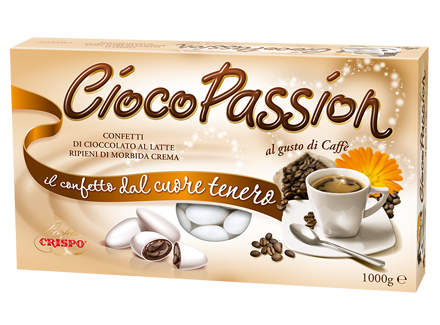 CiocoPassion
CONFETTI
DI CIOCCOLATO AL LATTE
RIPIENI DI MORBIDA CREMA
al gusto di Caffè
il confetto dal cuore tenero
CRISPO
1000g e